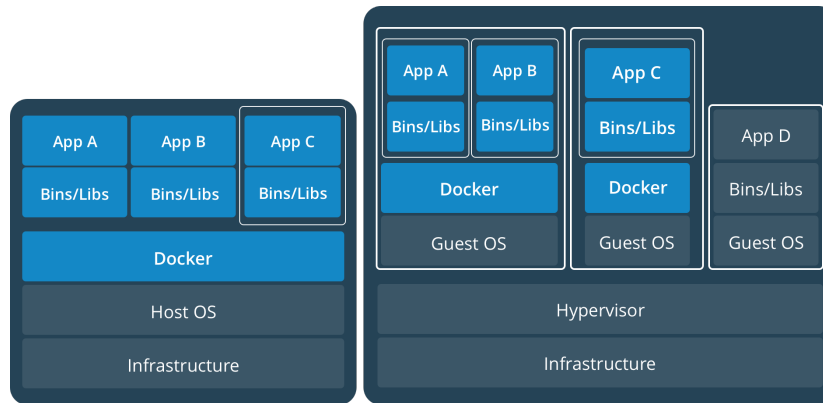 App A
App B
App C
Bins/Libs
Bins/Libs
Bins/Libs
Docker
Host OS
Infrastructure
App A
App B
App C
Bins/Libs
Bins/Libs
Bins/Libs
App D
Docker
Docker
Bins/Libs
Guest OS
Guest OS
Guest OS
Hypervisor
Infrastructure